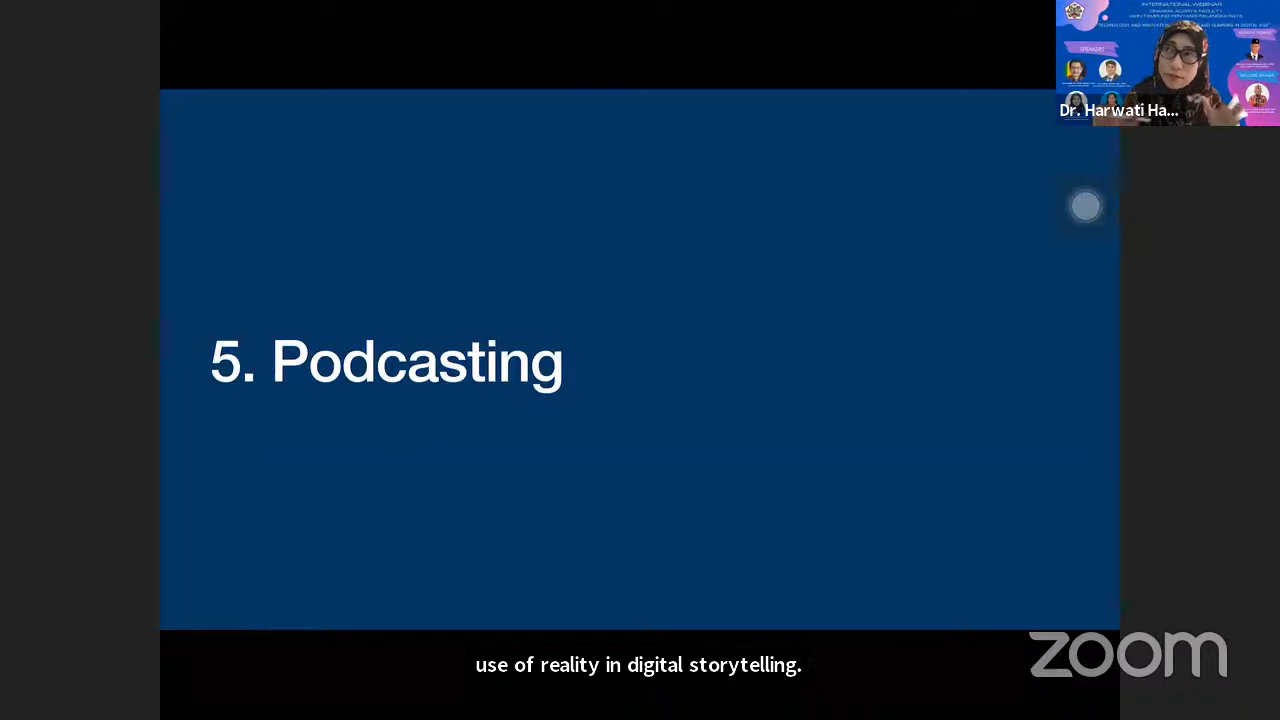 INTERNATIONAL WEBINAR
SPEAKERS
Dr. Harwati Ha...
5. Podcasting
use of reality in digital storytelling.
zoom